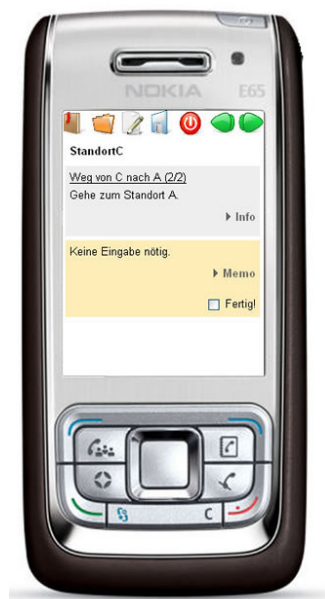 NOKIA E65
StandortC
Weg von C nach A (2/2)
Gehe zum Standort A.
Info
Keine Eingabe nötig.
Memo
Fertig!
C